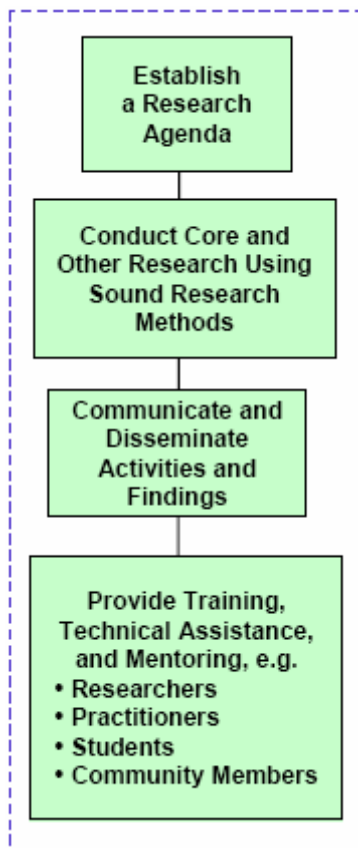 Establish
a Research
Agenda
Conduct Core and
Other Research Using
Sound Research
Methods
Communicate and
Disseminate
Activities and
Findings
Provide Training,
Technical Assistance,
and Mentoring, e.g.
• Researchers
• Practitioners
• Students
• Community Members